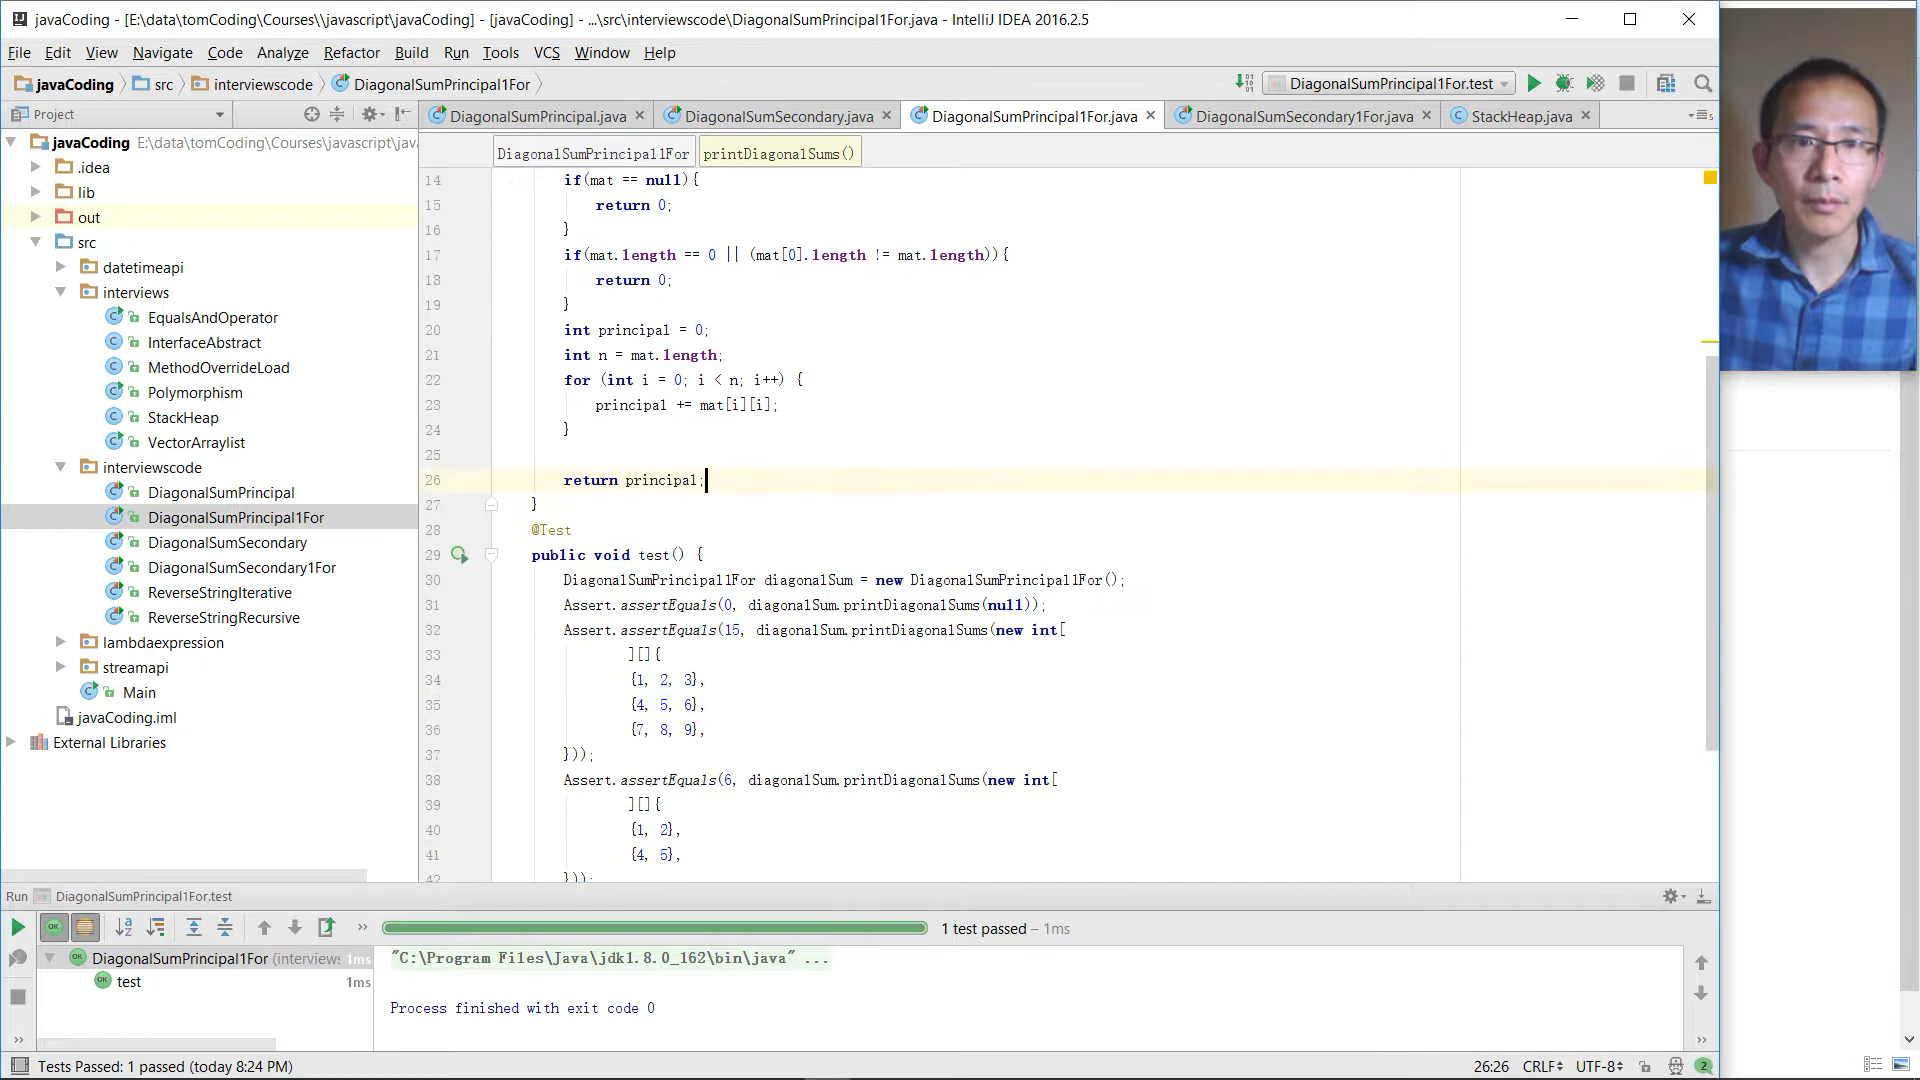 javaCoding - [E:\data\tomCoding\Courses\\javascript\javaCoding] - [javaCoding] - ...\src\interviewscode\DiagonalSumPrincipal1For.java - IntelliJ IDEA 2016.2.5
File Edit View Navigate Code Analyze Refactor Build Run Tools VCS Window Help
javaCoding src interviewscode DiagonalSumPrincipal1For DiagonalSumPrincipal1For.test
Project DiagonalSumPrincipal.java DiagonalSumSecondary.java DiagonalSumPrincipal1For.java DiagonalSumSecondary1For.java StackHeap.java
DiagonalSumPrincipal1For printDiagonalSums()
javaCoding E:\data\tomCoding\Courses\javascript\jav
.idea
lib
out
src
datetimeapi
interviews
EqualsAndOperator
InterfaceAbstract
MethodOverrideLoad
Polymorphism
StackHeap
VectorArraylist
interviewscode
DiagonalSumPrincipal
DiagonalSumPrincipal1For
DiagonalSumSecondary
DiagonalSumSecondary1For
ReverseStringIterative
ReverseStringRecursive
lambdaexpression
streamapi
Main
javaCoding.iml
External Libraries
14 if(mat == null){
15 return 0;
16 }
17 if(mat.length == 0 || (mat[0].length != mat.length)){
18 return 0;
19 }
20 int principal = 0;
21 int n = mat.length;
22 for (int i = 0; i < n; i++) {
23 principal += mat[i][i];
24 }
25
26 return principal;
27 }
28 @Test
29 public void test() {
30 DiagonalSumPrincipal1For diagonalSum = new DiagonalSumPrincipal1For();
31 Assert.assertEquals(0, diagonalSum.printDiagonalSums(null));
32 Assert.assertEquals(15, diagonalSum.printDiagonalSums(new int[
33 ][]{
34 {1, 2, 3},
35 {4, 5, 6},
36 {7, 8, 9},
37 }));
38 Assert.assertEquals(6, diagonalSum.printDiagonalSums(new int[
39 ][]{
40 {1, 2},
41 {4, 5},
42 }));
Run DiagonalSumPrincipal1For.test
1 test passed – 1ms
DiagonalSumPrincipal1For (interviews 1ms
test 1ms
"C:\Program Files\Java\jdk1.8.0_162\bin\java" ...
Process finished with exit code 0
Tests Passed: 1 passed (today 8:24 PM) 26:26 CRLF UTF-8 2